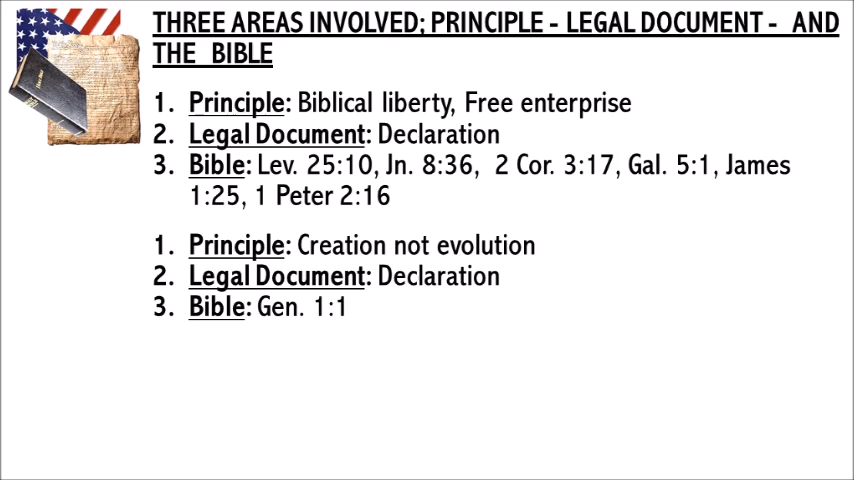 THREE AREAS INVOLVED; PRINCIPLE - LEGAL DOCUMENT - AND
THE BIBLE
1. Principle: Biblical liberty, Free enterprise
2. Legal Document: Declaration
3. Bible: Lev. 25:10, Jn. 8:36, 2 Cor. 3:17, Gal. 5:1, James
1:25, 1 Peter 2:16
1. Principle: Creation not evolution
2. Legal Document: Declaration
3. Bible: Gen. 1:1